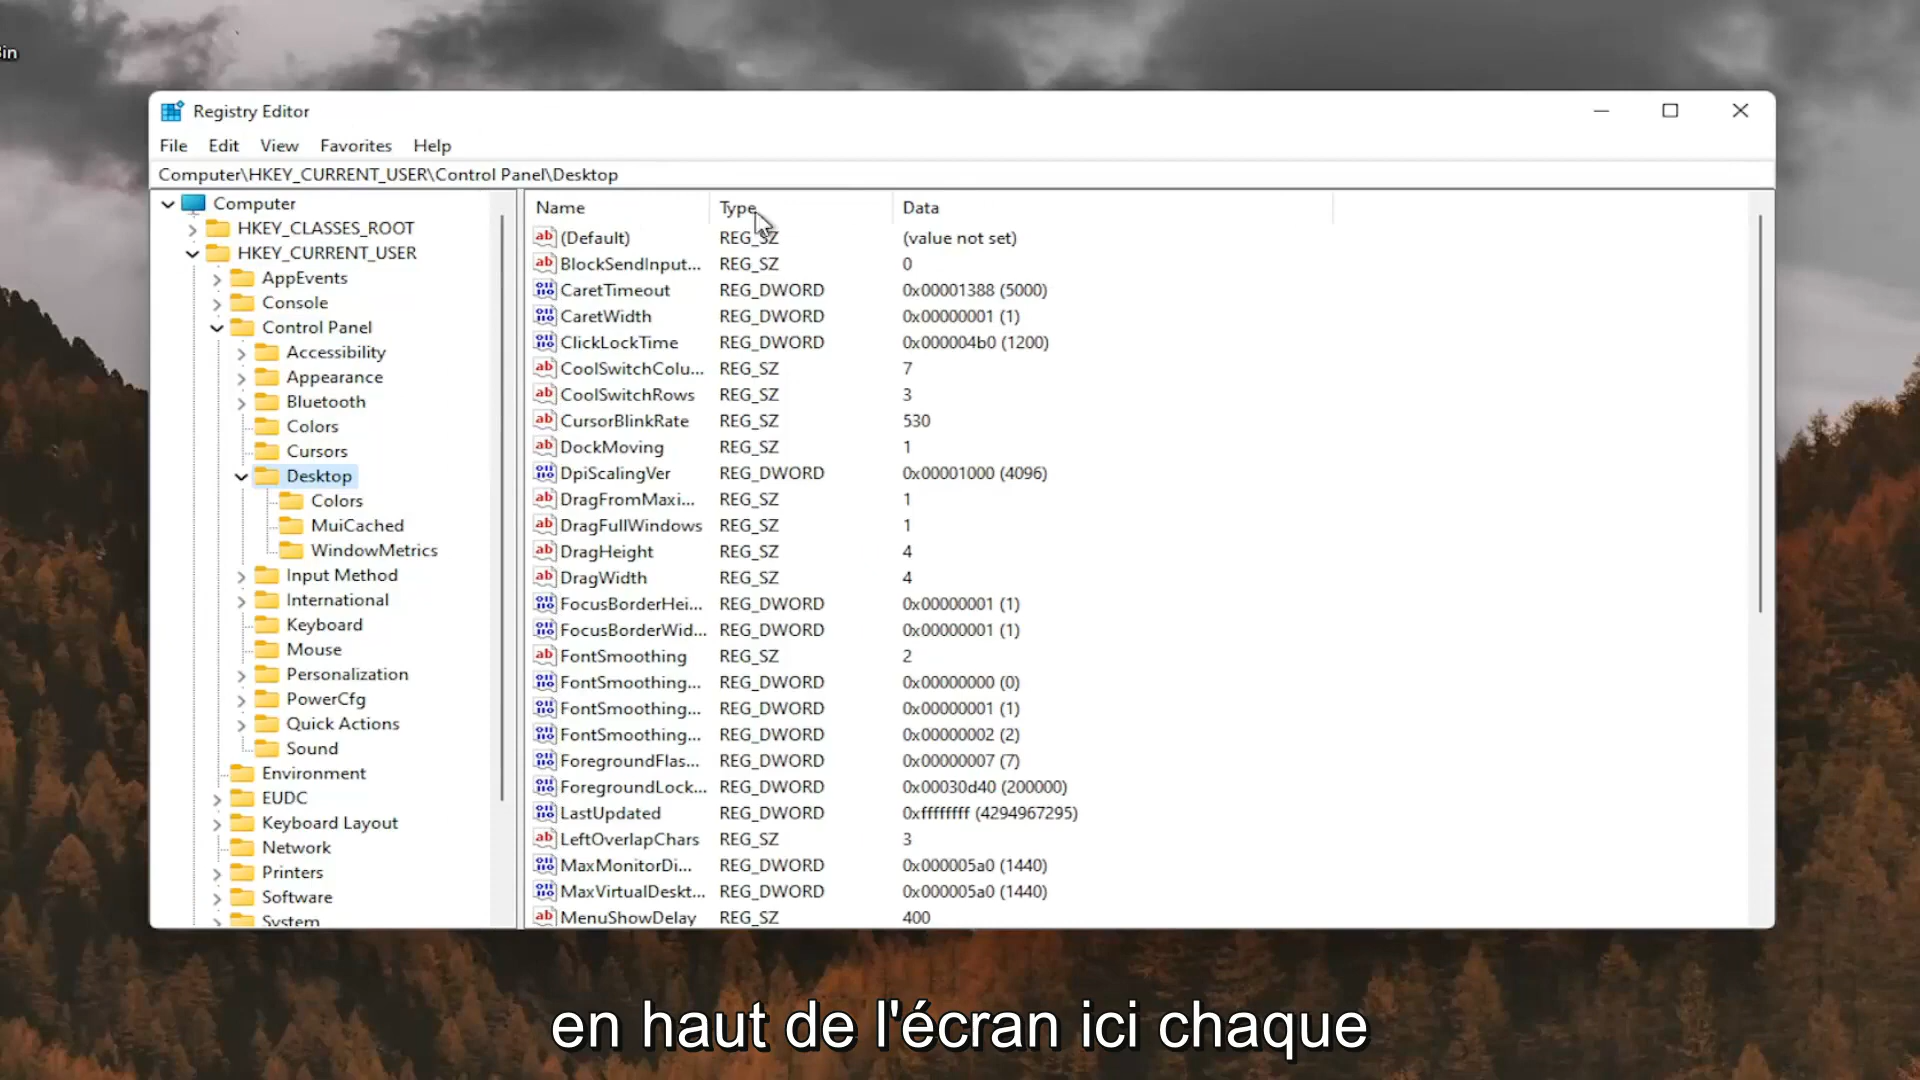 in
Registry Editor
File Edit View Favorites Help
Computer\HKEY_CURRENT_USER\Control Panel\Desktop
Computer
HKEY_CLASSES_ROOT
HKEY_CURRENT_USER
AppEvents
Console
Control Panel
Accessibility
Appearance
Bluetooth
Colors
Cursors
Desktop
Colors
MuiCached
WindowMetrics
Input Method
International
Keyboard
Mouse
Personalization
PowerCfg
Quick Actions
Sound
Environment
EUDC
Keyboard Layout
Network
Printers
Software
System
Name Type Data
(Default) REG_SZ (value not set)
BlockSendInput... REG_SZ 0
CaretTimeout REG_DWORD 0x00001388 (5000)
CaretWidth REG_DWORD 0x00000001 (1)
ClickLockTime REG_DWORD 0x000004b0 (1200)
CoolSwitchColu... REG_SZ 7
CoolSwitchRows REG_SZ 3
CursorBlinkRate REG_SZ 530
DockMoving REG_SZ 1
DpiScalingVer REG_DWORD 0x00001000 (4096)
DragFromMaxi... REG_SZ 1
DragFullWindows REG_SZ 1
DragHeight REG_SZ 4
DragWidth REG_SZ 4
FocusBorderHei... REG_DWORD 0x00000001 (1)
FocusBorderWid... REG_DWORD 0x00000001 (1)
FontSmoothing REG_SZ 2
FontSmoothing... REG_DWORD 0x00000000 (0)
FontSmoothing... REG_DWORD 0x00000001 (1)
FontSmoothing... REG_DWORD 0x00000002 (2)
ForegroundFlas... REG_DWORD 0x00000007 (7)
ForegroundLock... REG_DWORD 0x00030d40 (200000)
LastUpdated REG_DWORD 0xffffffff (4294967295)
LeftOverlapChars REG_SZ 3
MaxMonitorDi... REG_DWORD 0x000005a0 (1440)
MaxVirtualDeskt... REG_DWORD 0x000005a0 (1440)
MenuShowDelay REG_SZ 400
en haut de l'écran ici chaque